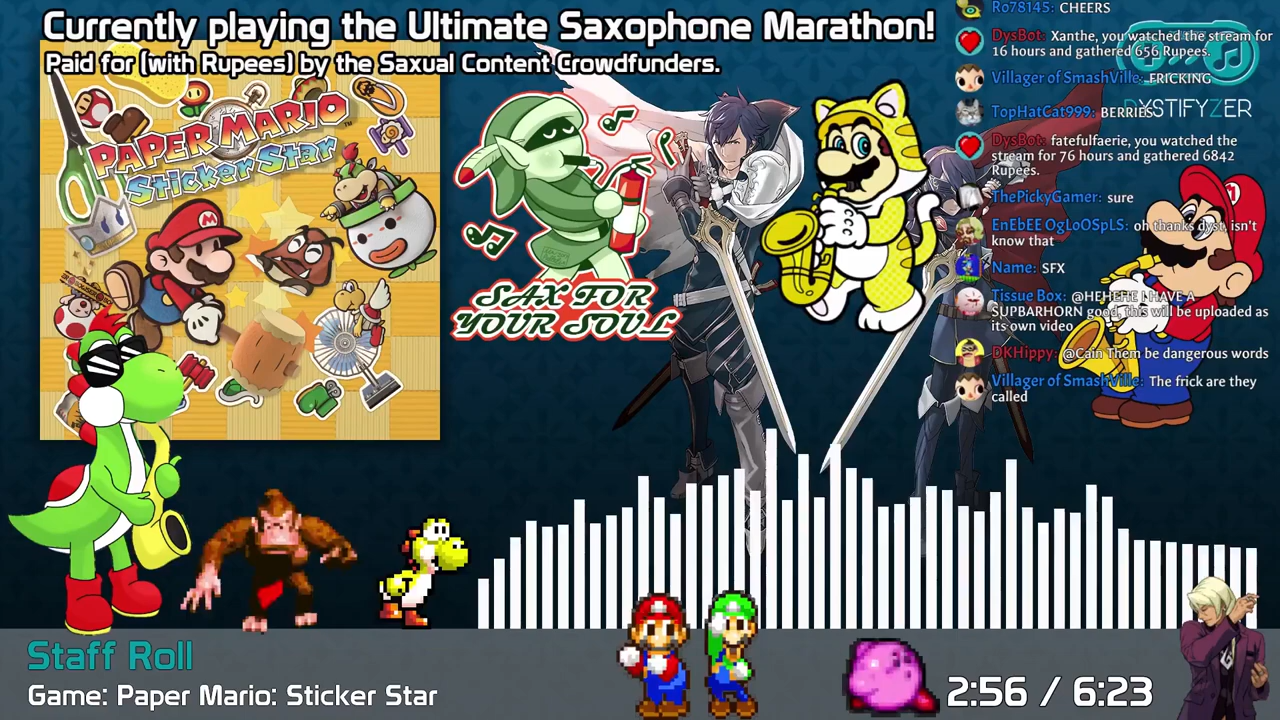 Currently playing the Ultimate Saxophone Marathon!
Paid for (with Rupees) by the Saxual Content Crowdfunders.
PAPER MARIO™
Sticker Star
SAX FOR
YOUR SOUL
Ro78145: CHEERS
DysBot: Xanthe, you watched the stream for
16 hours and gathered 656 Rupees.
Villager of SmashVille: FRICKING
TopHatCat999: BERRIES
DYSTIFYZER
DysBot: fatefulfaerie, you watched the
stream for 76 hours and gathered 6842
Rupees.
ThePickyGamer: sure
EnEbEE OgLoOSpLS: oh thanks dyst, isn't
know that
Name: SFX
Tissue Box: @HEHEHE I HAVE A
SUPBARHORN good, this will be uploaded as
its own video
DKHippy: @Cain Them be dangerous words
Villager of SmashVille: The frick are they
called
Staff Roll
Game: Paper Mario: Sticker Star
2:56 / 6:23